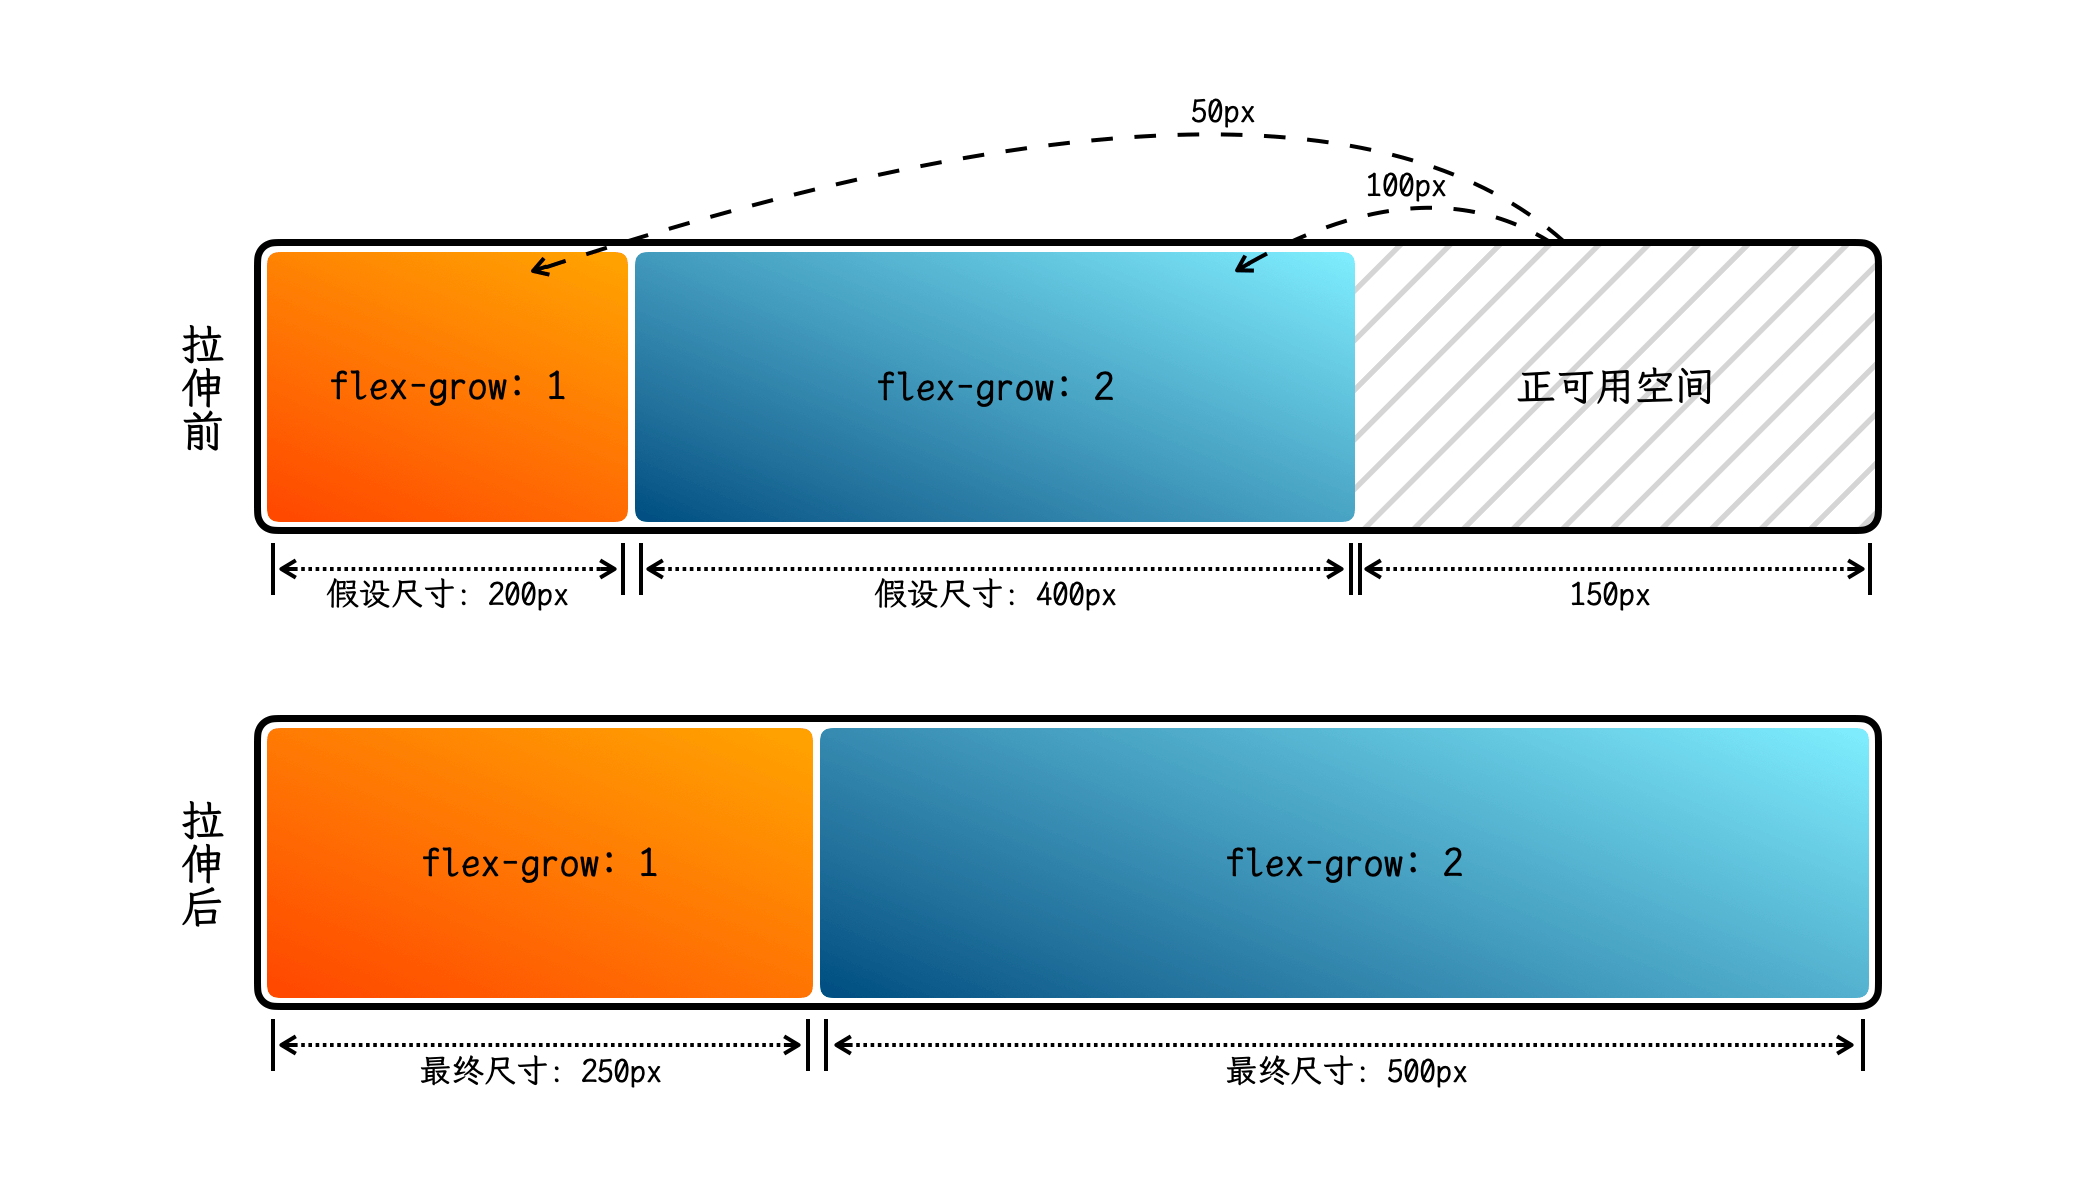 50px
100px
拉伸前
flex-grow: 1
flex-grow: 2
正可用空间
假设尺寸: 200px
假设尺寸: 400px
150px
拉伸后
flex-grow: 1
flex-grow: 2
最终尺寸: 250px
最终尺寸: 500px